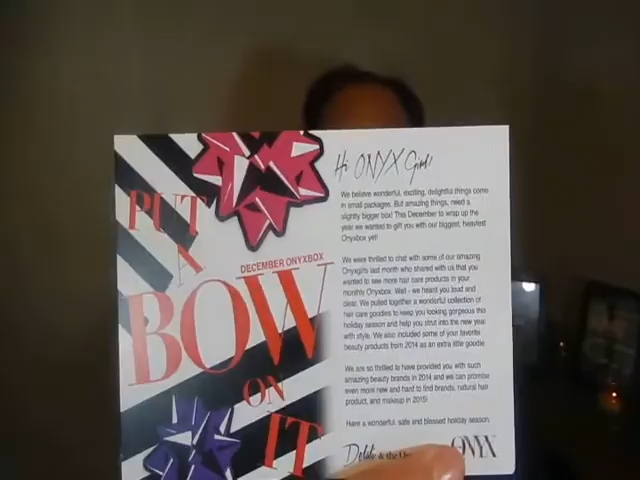 PUT
A
DECEMBER ONYXBOX
BOW
ON
IT
Hi ONYX Girl!
We believe wonderful, exciting, delightful things come
in small packages. But amazing things, need a
slightly bigger box! This December to wrap up the
year we wanted to gift you with our biggest, heaviest
Onyxbox yet!
We were thrilled to chat with some of our amazing
Onyxgirls last month who shared with us that you
wanted to see more hair care products in your
monthly Onyxbox. Well - we heard you loud and
clear. We pulled together a wonderful collection of
hair care goodies to keep you looking gorgeous this
holiday season and help you strut into the new year
with style. We also included some of your favorite
beauty products from 2014 as an extra little goodie
We are so thrilled to have provided you with such
amazing beauty brands in 2014 and we can promise
even more new and hard to find brands, natural hair
product, and makeup in 2015!
Have a wonderful, safe and blessed holiday season,
& the ONYX